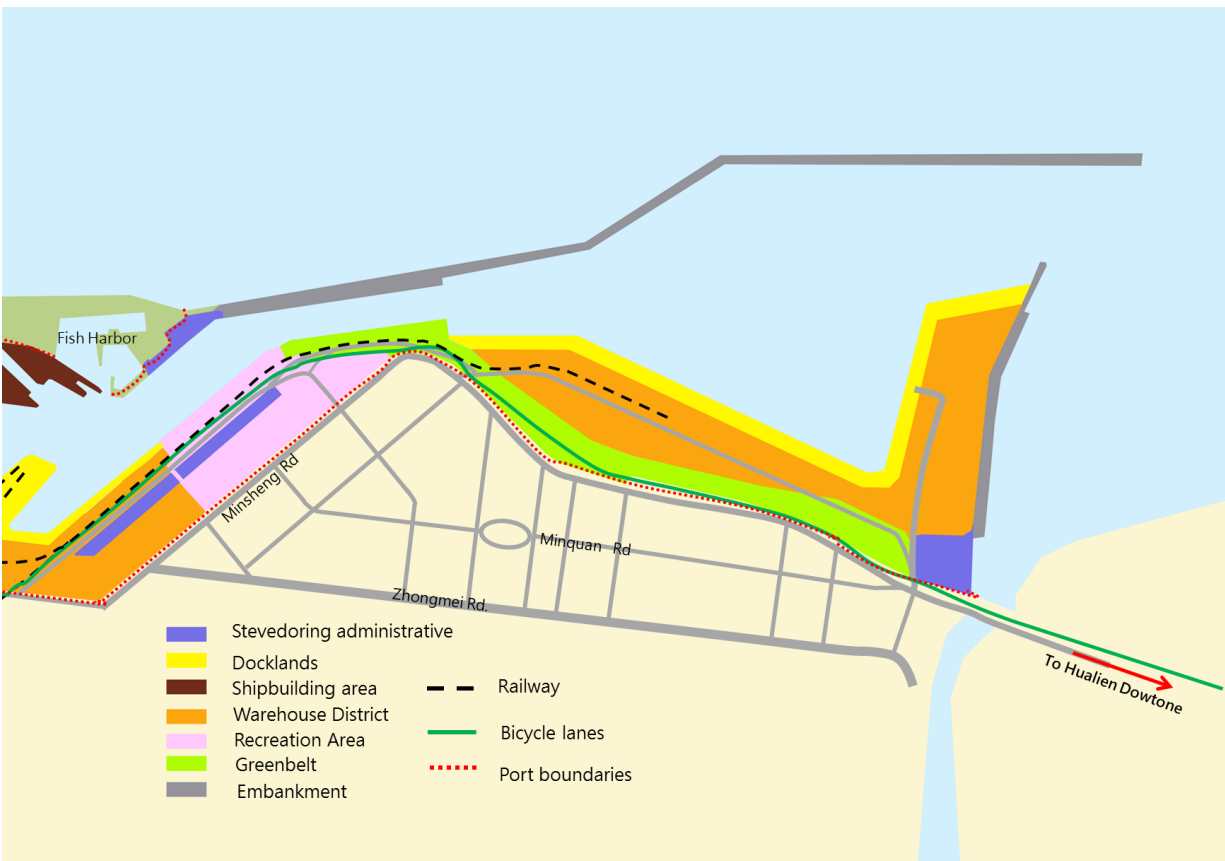 Fish Harbor
Minsheng Rd
Minquan Rd
Zhongmei Rd.
To Hualien Dowtone
Stevedoring administrative
Docklands
Shipbuilding area
Warehouse District
Recreation Area
Greenbelt
Embankment
Railway
Bicycle lanes
Port boundaries